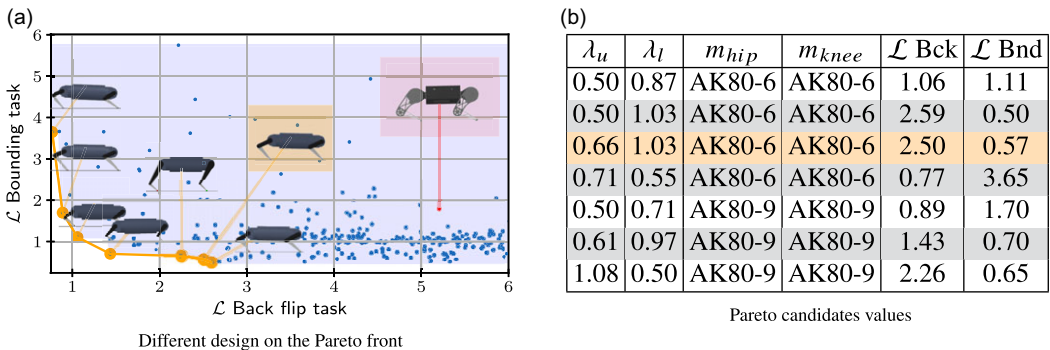 (a)
6
5
4
3
2
1
ℒ Bounding task
1 2 3 4 5 6
ℒ Back flip task
Different design on the Pareto front
(b)
λ_u λ_l m_hip m_knee ℒ Bck ℒ Bnd
0.50 0.87 AK80-6 AK80-6 1.06 1.11
0.50 1.03 AK80-6 AK80-6 2.59 0.50
0.66 1.03 AK80-6 AK80-6 2.50 0.57
0.71 0.55 AK80-6 AK80-6 0.77 3.65
0.50 0.71 AK80-9 AK80-9 0.89 1.70
0.61 0.97 AK80-9 AK80-9 1.43 0.70
1.08 0.50 AK80-9 AK80-9 2.26 0.65
Pareto candidates values